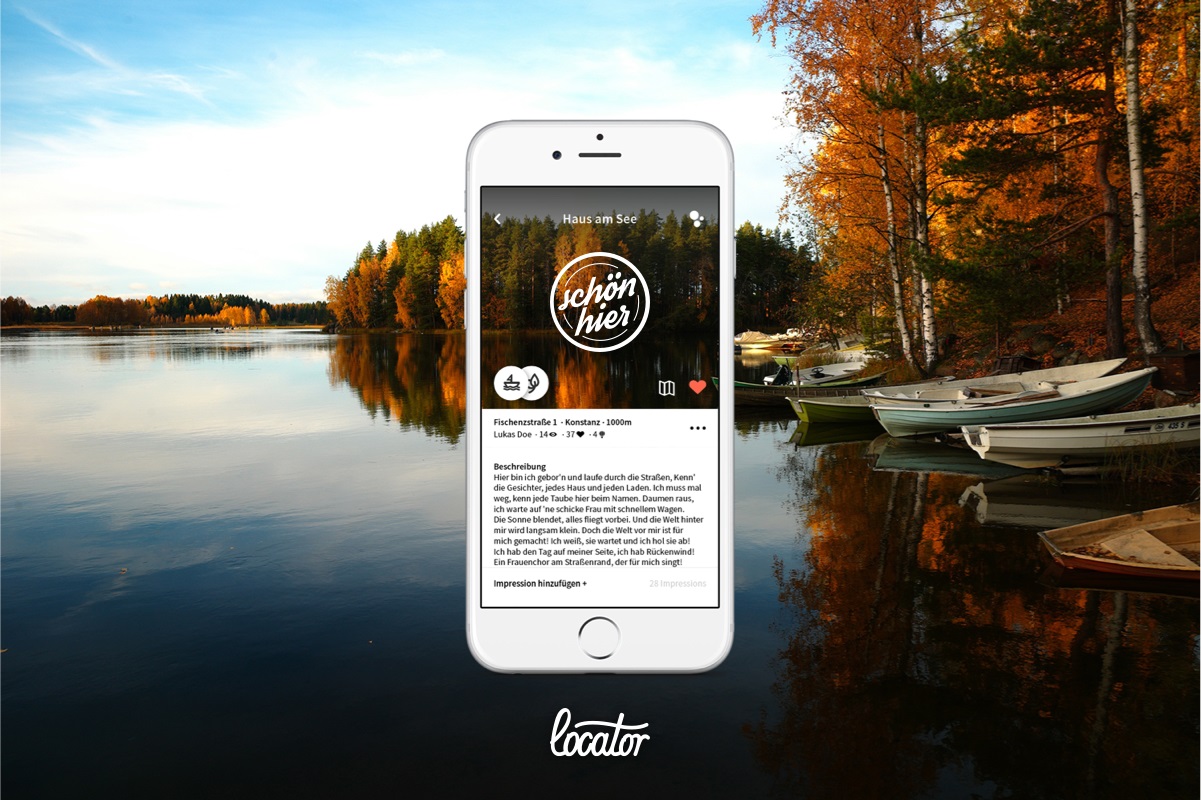 Haus am See
schön
hier
Fischenzstraße 1 · Konstanz · 1000m
Lukas Doe · 14 · 37 · 4
Beschreibung
Hier bin ich gebor'n und laufe durch die Straßen, Kenn'
die Gesichter, jedes Haus und jeden Laden. Ich muss mal
weg, kenn jede Taube hier beim Namen. Daumen raus,
ich warte auf 'ne schicke Frau mit schnellem Wagen.
Die Sonne blendet, alles fliegt vorbei. Und die Welt hinter
mir wird langsam klein. Doch die Welt vor mir ist für
mich gemacht! Ich weiß, sie wartet und ich hol sie ab!
Ich hab den Tag auf meiner Seite, ich hab Rückenwind!
Ein Frauenchor am Straßenrand, der für mich singt!
Impression hinzufügen +
28 Impressions
locator